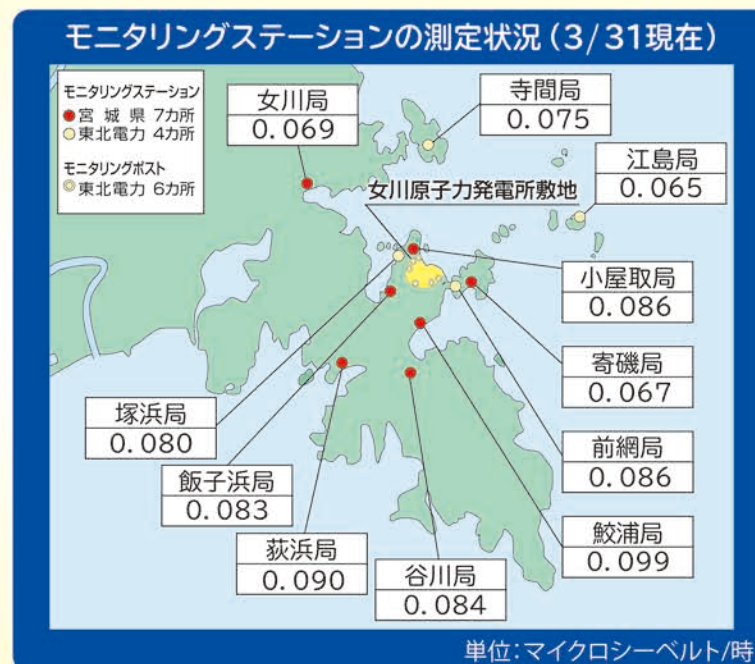 モニタリングステーションの測定状況(3/31現在)
モニタリングステーション
宮城県 7カ所
東北電力 4カ所
モニタリングポスト
東北電力 6カ所
女川局
0.069
寺間局
0.075
江島局
0.065
女川原子力発電所敷地
小屋取局
0.086
寄磯局
0.067
前網局
0.086
鮫浦局
0.099
塚浜局
0.080
飯子浜局
0.083
荻浜局
0.090
谷川局
0.084
単位:マイクロシーベルト/時